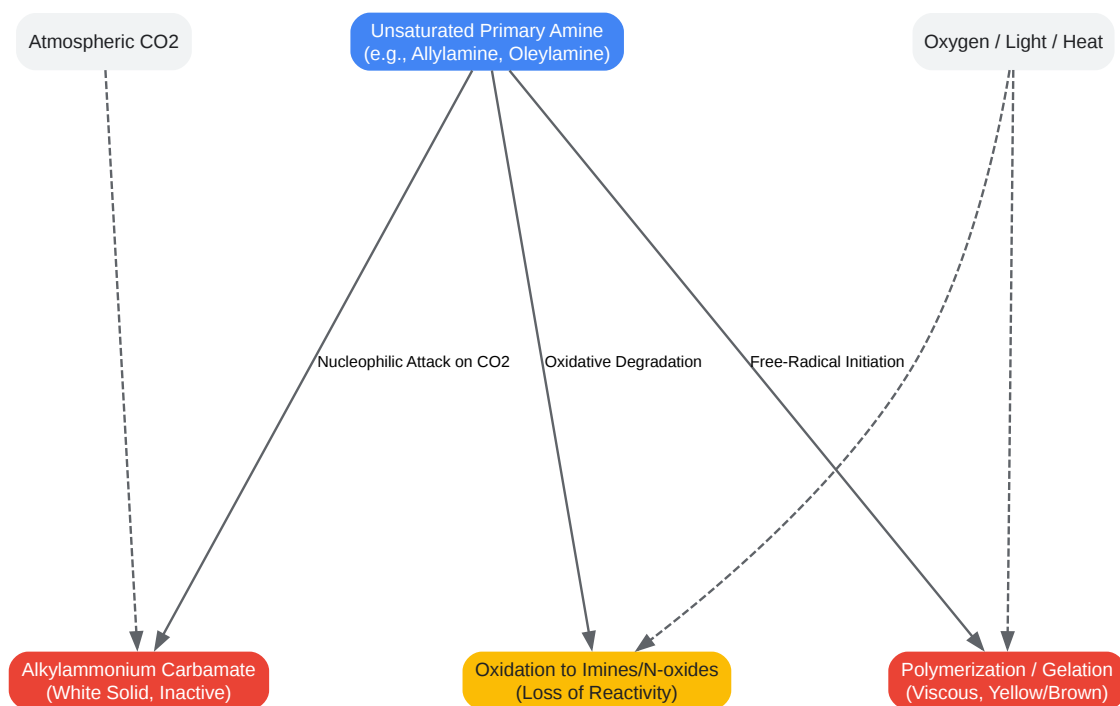 Atmospheric CO2
Unsaturated Primary Amine
(e.g., Allylamine, Oleylamine)
Oxygen / Light / Heat
Nucleophilic Attack on CO2
Oxidative Degradation
Free-Radical Initiation
Alkylammonium Carbamate
(White Solid, Inactive)
Oxidation to Imines/N-oxides
(Loss of Reactivity)
Polymerization / Gelation
(Viscous, Yellow/Brown)